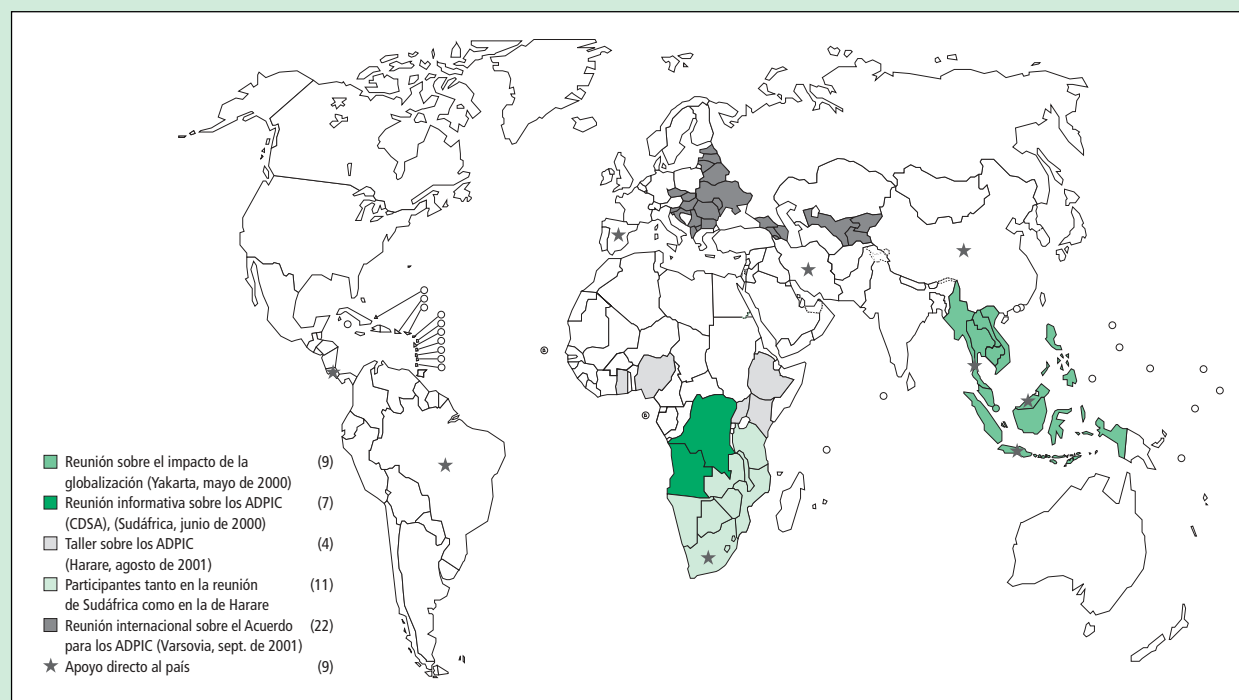 Reunión sobre el impacto de la (9)
globalización (Yakarta, mayo de 2000)
Reunión informativa sobre los ADPIC (7)
(CDSA), (Sudáfrica, junio de 2000)
Taller sobre los ADPIC (4)
(Harare, agosto de 2001)
Participantes tanto en la reunión (11)
de Sudáfrica como en la de Harare
Reunión internacional sobre el Acuerdo (22)
para los ADPIC (Varsovia, sept. de 2001)
Apoyo directo al país (9)